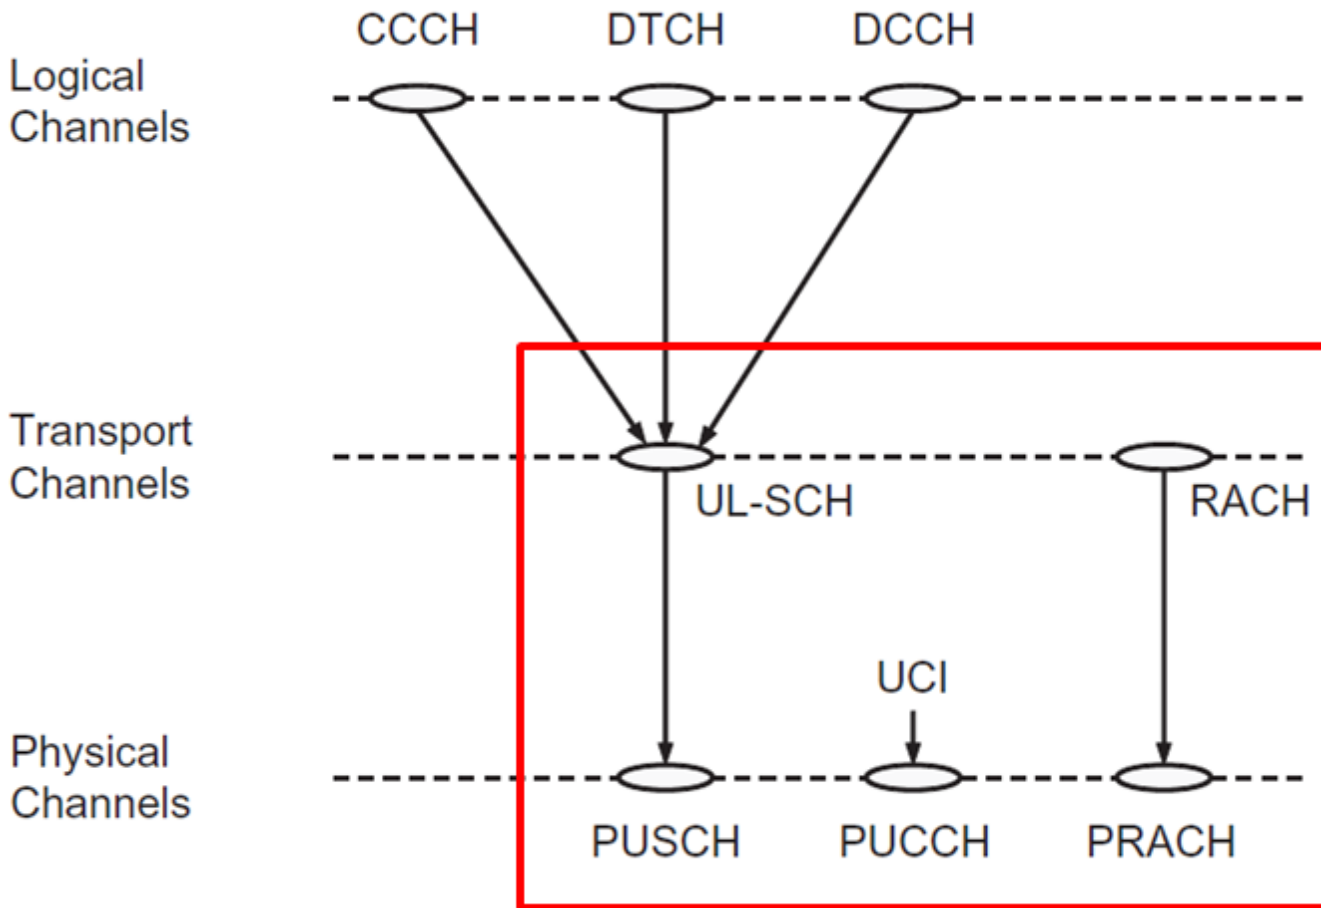 CCCH DTCH DCCH
Logical
Channels
Transport
Channels
UL-SCH RACH
UCI
Physical
Channels
PUSCH PUCCH PRACH